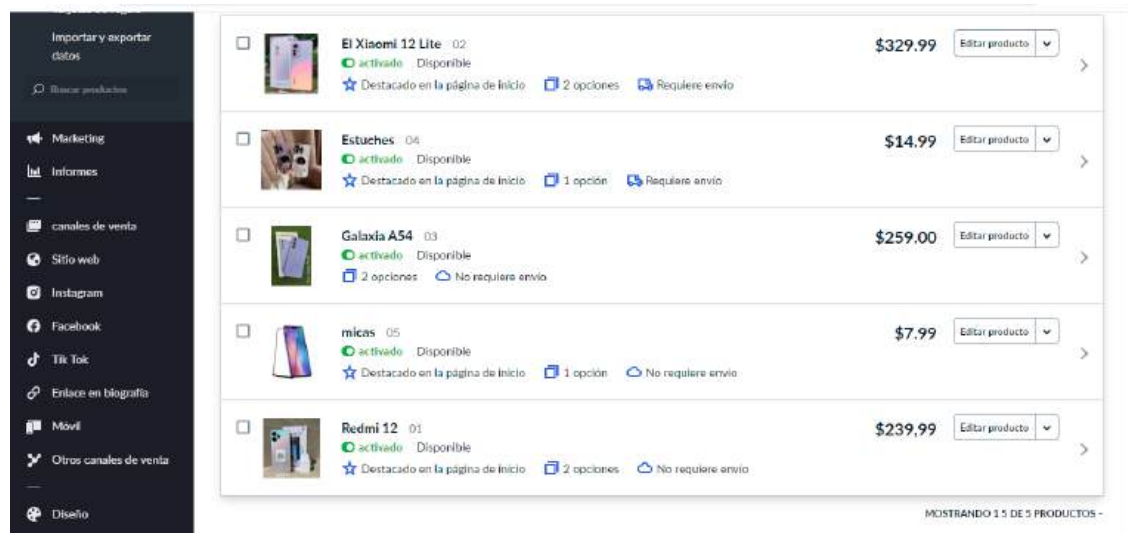 Importar y exportar
datos
Buscar productos
Marketing
Informes
canales de venta
Sitio web
Instagram
Facebook
Tik Tok
Enlace en biografía
Móvil
Otros canales de venta
Diseño
El Xiaomi 12 Lite 02
activado Disponible
Destacado en la página de inicio 2 opciones Requiere envío
$329.99 Editar producto
Estuches 04
activado Disponible
Destacado en la página de inicio 1 opción Requiere envío
$14.99 Editar producto
Galaxia A54 03
activado Disponible
2 opciones No requiere envío
$259.00 Editar producto
micas 05
activado Disponible
Destacado en la página de inicio 1 opción No requiere envío
$7.99 Editar producto
Redmi 12 01
activado Disponible
Destacado en la página de inicio 2 opciones No requiere envío
$239,99 Editar producto
MOSTRANDO 1 5 DE 5 PRODUCTOS -